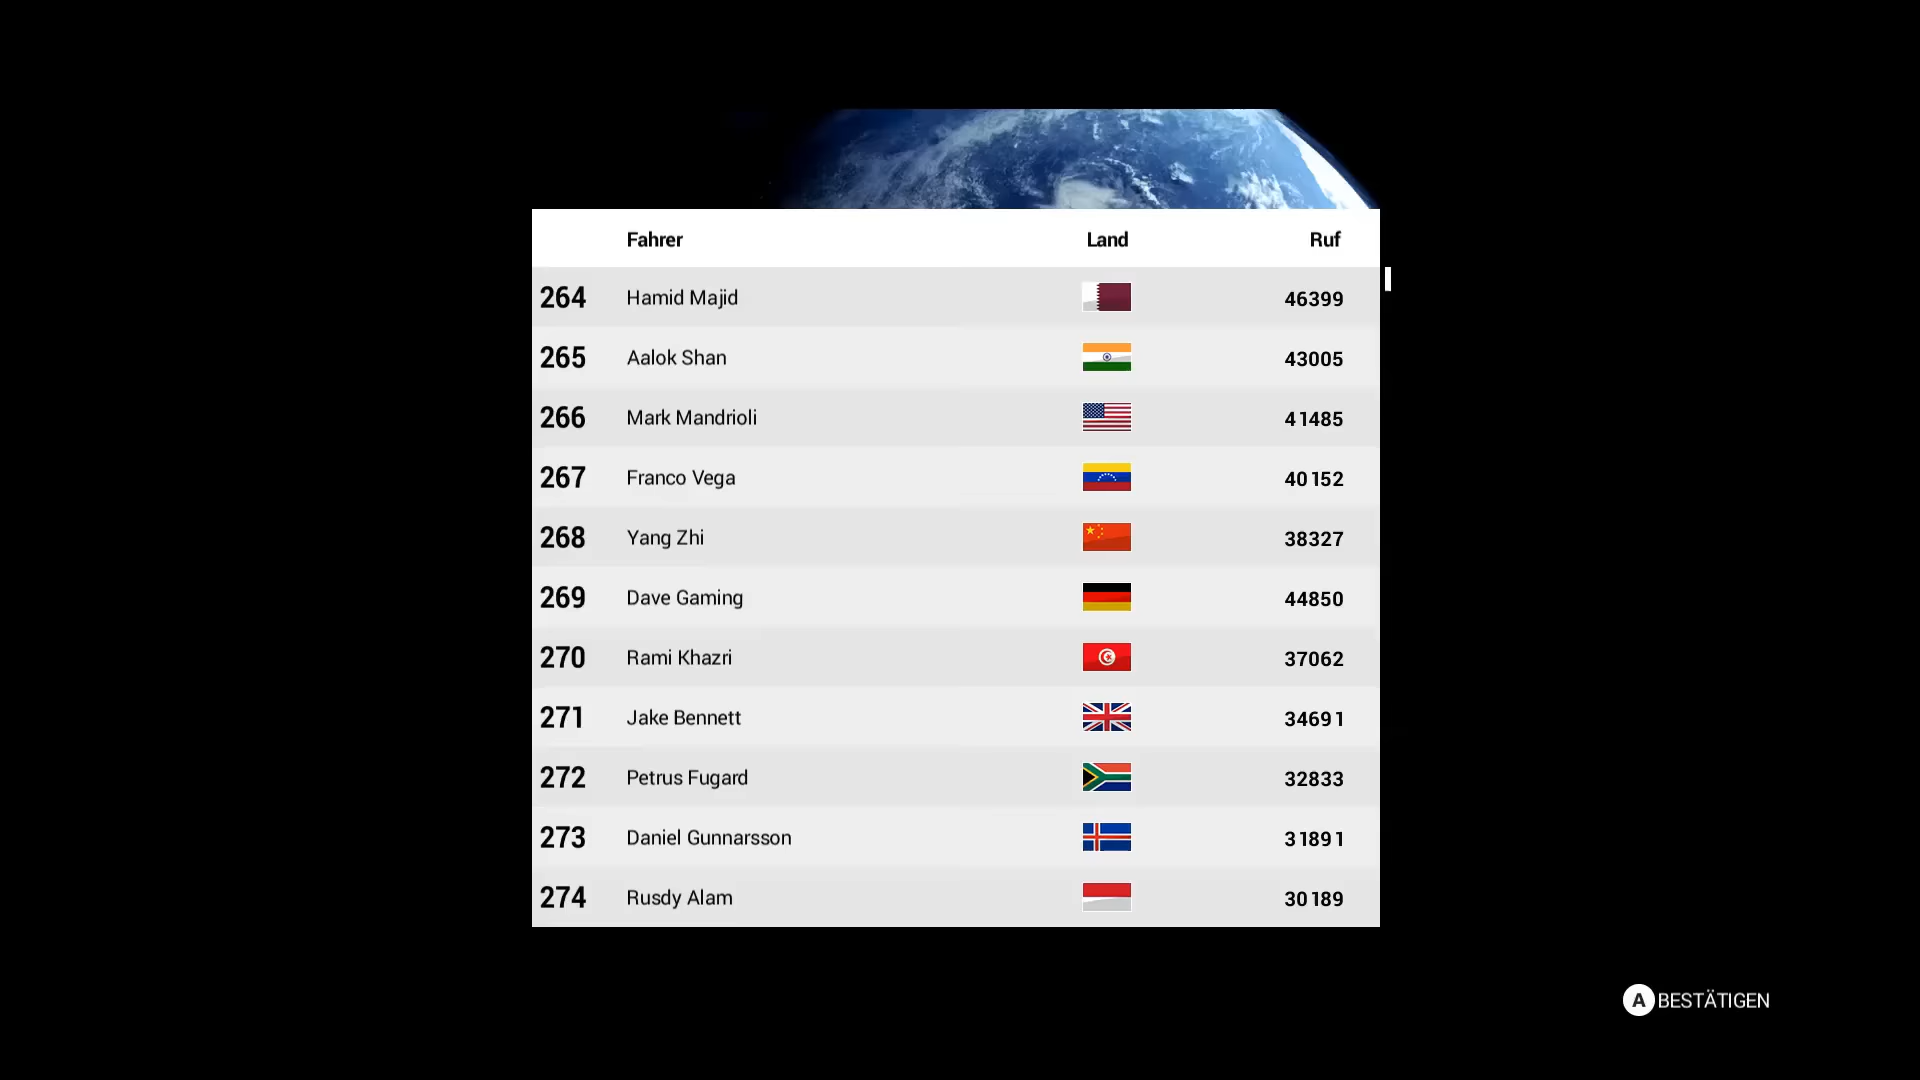 Fahrer Land Ruf
264 Hamid Majid 46399
265 Aalok Shan 43005
266 Mark Mandrioli 41485
267 Franco Vega 40152
268 Yang Zhi 38327
269 Dave Gaming 44850
270 Rami Khazri 37062
271 Jake Bennett 34691
272 Petrus Fugard 32833
273 Daniel Gunnarsson 31891
274 Rusdy Alam 30189
A BESTÄTIGEN